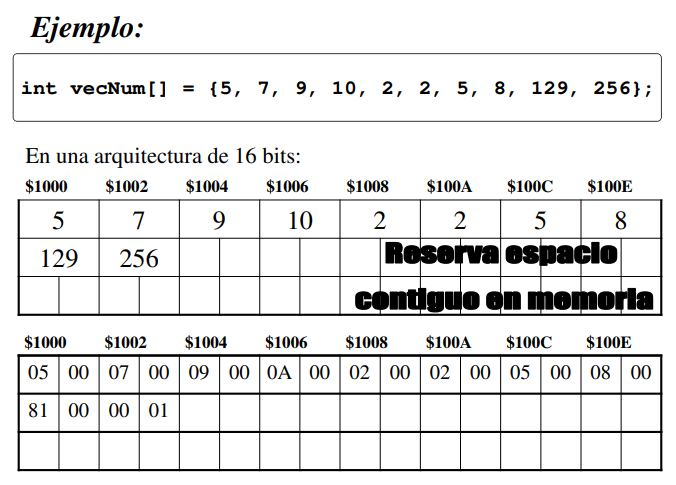 Ejemplo:
int vecNum[] = {5, 7, 9, 10, 2, 2, 5, 8, 129, 256};
En una arquitectura de 16 bits:
$1000 $1002 $1004 $1006 $1008 $100A $100C $100E
5 7 9 10 2 2 5 8
129 256 Reserva espacio
contiguo en memoria
$1000 $1002 $1004 $1006 $1008 $100A $100C $100E
05 00 07 00 09 00 0A 00 02 00 02 00 05 00 08 00
81 00 00 01